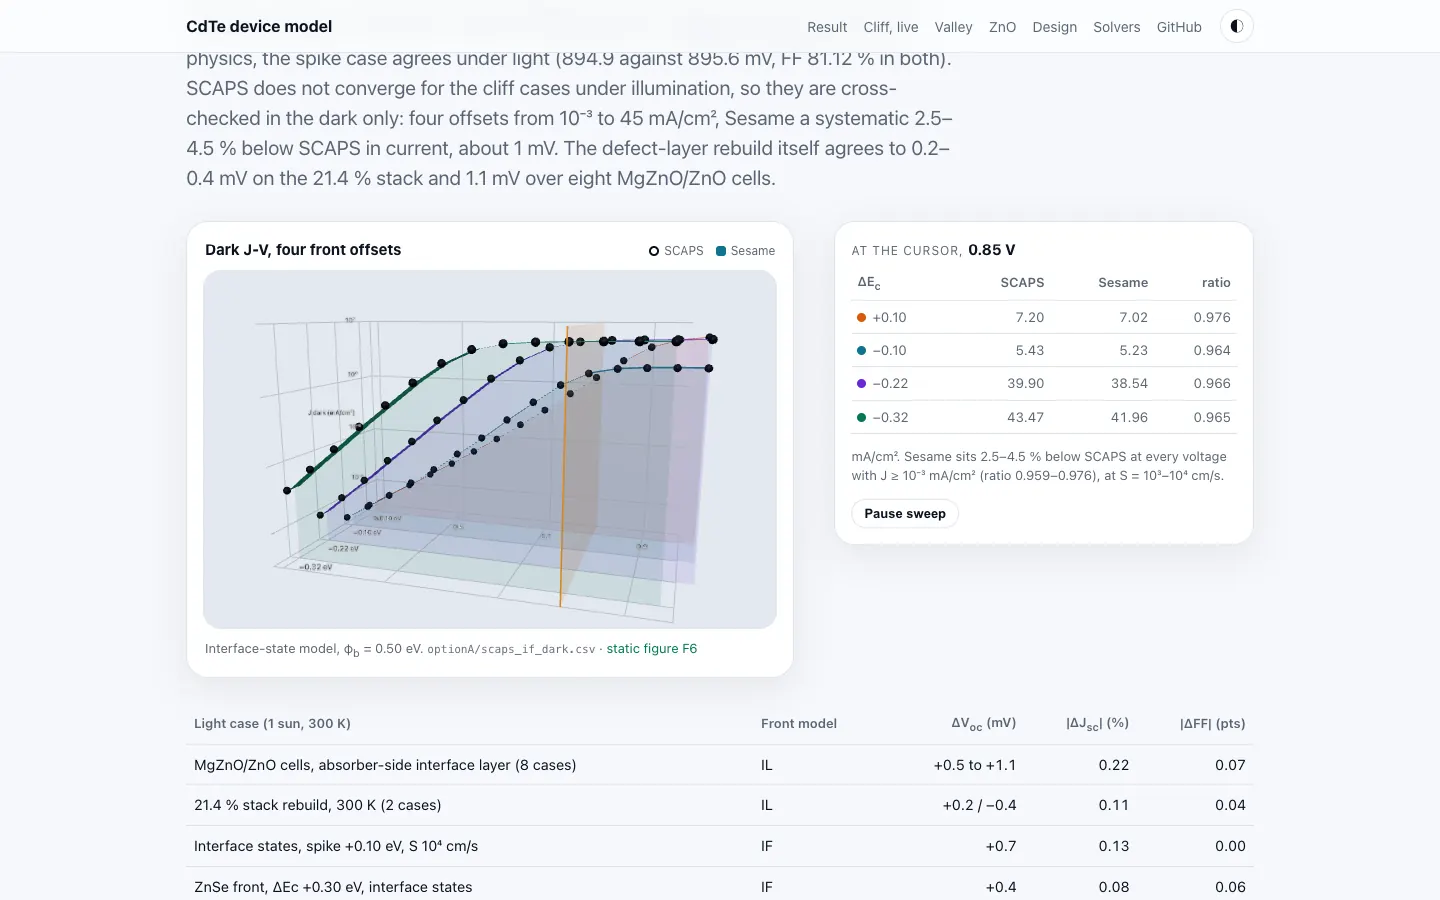 CdTe device model
Result Cliff, live Valley ZnO Design Solvers GitHub
physics, the spike case agrees under light (894.9 against 895.6 mV, FF 81.12 % in both).
SCAPS does not converge for the cliff cases under illumination, so they are cross-
checked in the dark only: four offsets from 10⁻³ to 45 mA/cm², Sesame a systematic 2.5–
4.5 % below SCAPS in current, about 1 mV. The defect-layer rebuild itself agrees to 0.2–
0.4 mV on the 21.4 % stack and 1.1 mV over eight MgZnO/ZnO cells.
Dark J-V, four front offsets
SCAPS Sesame
J dark (mA/cm²)
−0.10 eV
−0.22 eV
−0.32 eV
Interface-state model, ϕb = 0.50 eV. optionA/scaps_if_dark.csv · static figure F6
AT THE CURSOR, 0.85 V
ΔEc SCAPS Sesame ratio
+0.10 7.20 7.02 0.976
−0.10 5.43 5.23 0.964
−0.22 39.90 38.54 0.966
−0.32 43.47 41.96 0.965
mA/cm². Sesame sits 2.5–4.5 % below SCAPS at every voltage
with J ≥ 10⁻³ mA/cm² (ratio 0.959–0.976), at S = 10³–10⁴ cm/s.
Pause sweep
Light case (1 sun, 300 K) Front model ΔVoc (mV) |ΔJsc| (%) |ΔFF| (pts)
MgZnO/ZnO cells, absorber-side interface layer (8 cases) IL +0.5 to +1.1 0.22 0.07
21.4 % stack rebuild, 300 K (2 cases) IL +0.2 / −0.4 0.11 0.04
Interface states, spike +0.10 eV, S 10⁴ cm/s IF +0.7 0.13 0.00
ZnSe front, ΔEc +0.30 eV, interface states IF +0.4 0.08 0.06